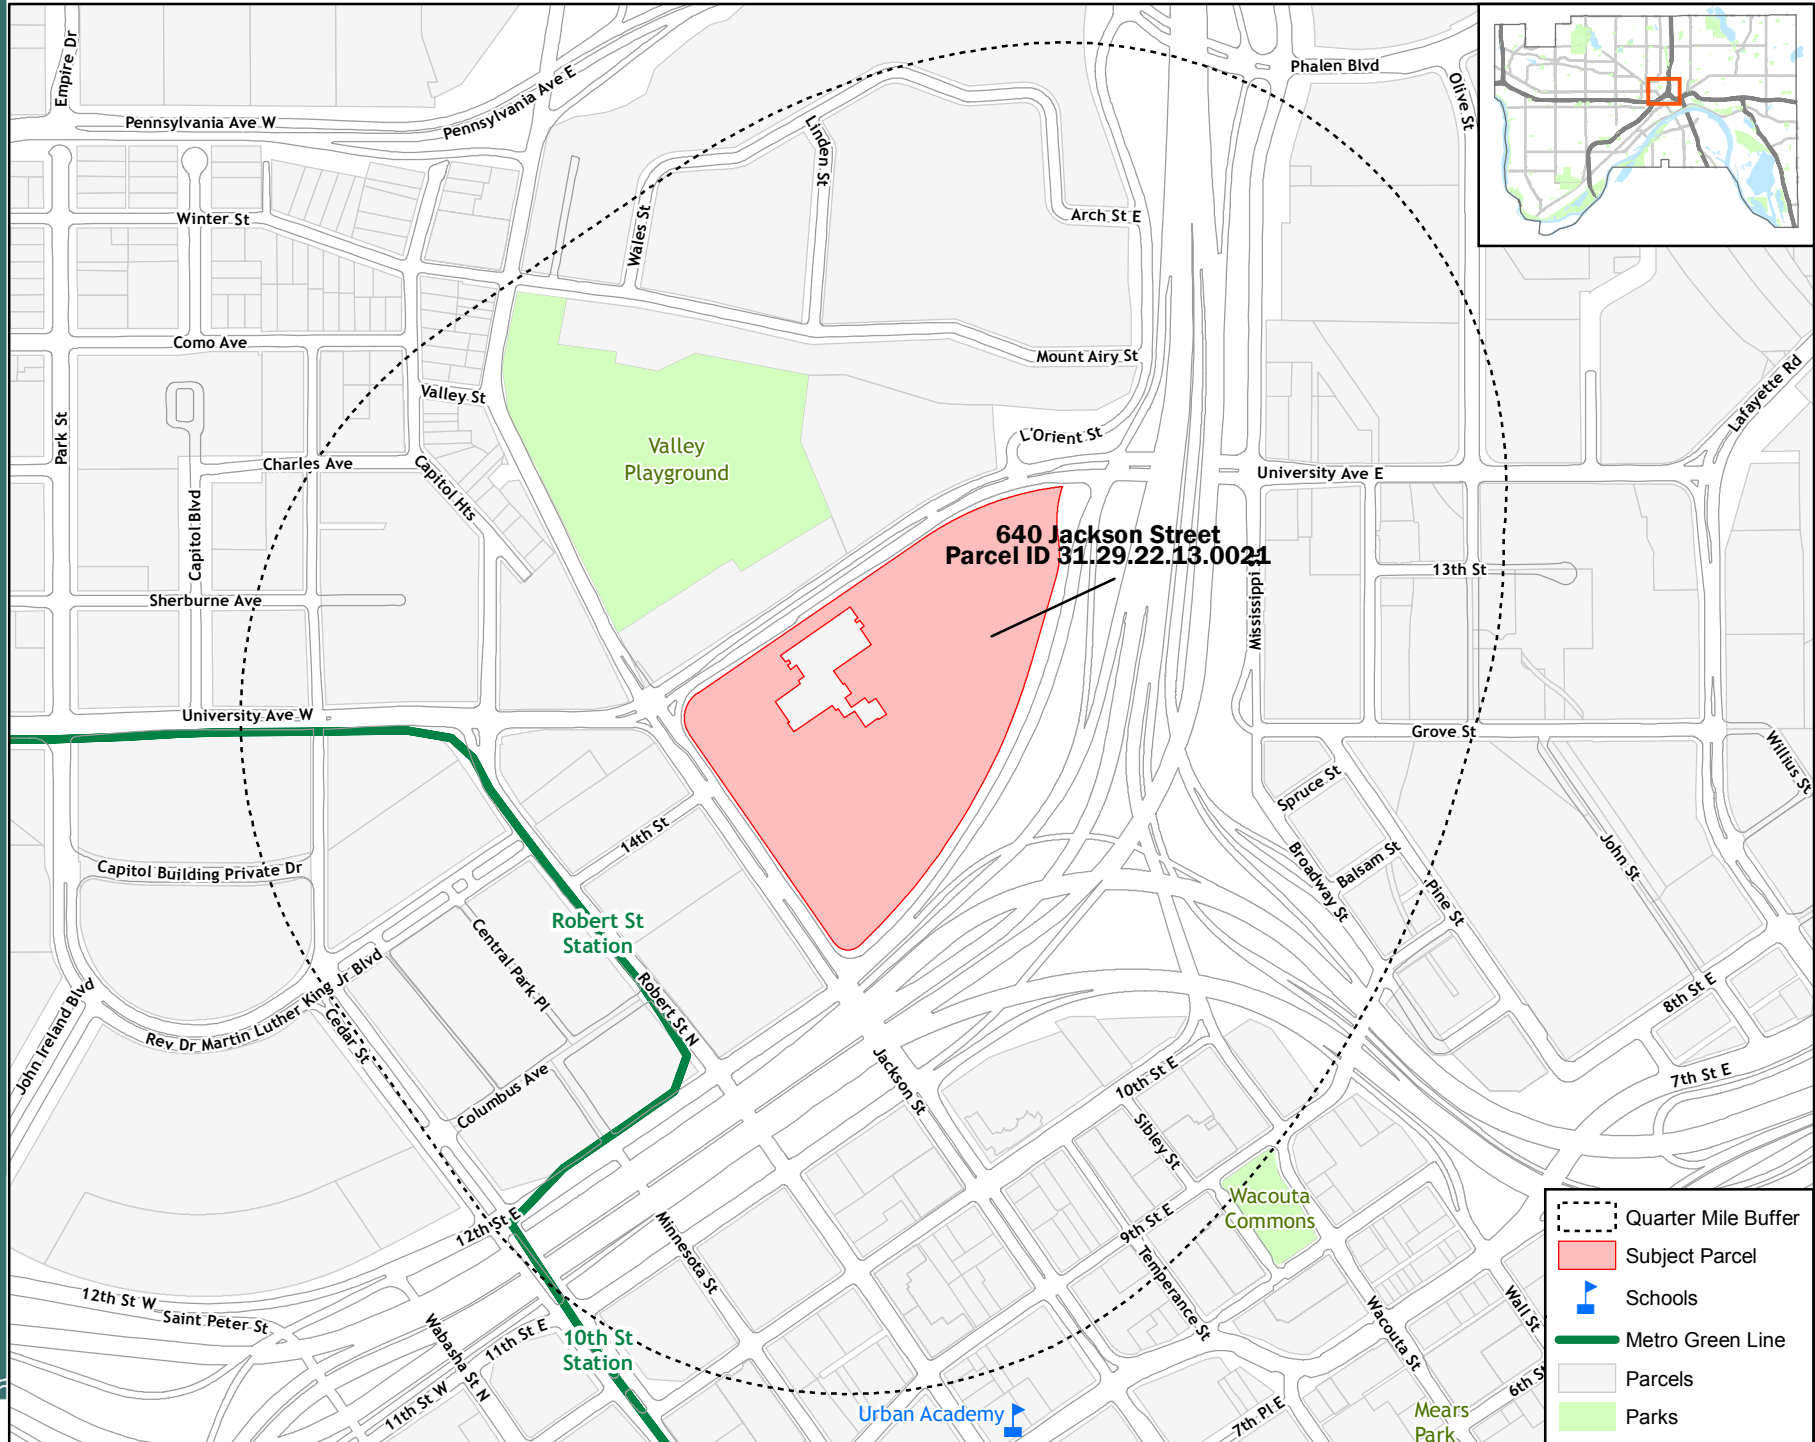 Empire Dr
Pennsylvania Ave W
Pennsylvania Ave E
Phalen Blvd
Olive St
Linden St
Winter St
Wales St
Arch St E
Como Ave
Mount Airy St
Valley St
Lafayette Rd
Park St
Valley
Playground
L'Orient St
Charles Ave
Capitol Hts
University Ave E
Capitol Blvd
640 Jackson Street
Parcel ID 31.29.22.13.0021
Mississippi St
13th St
Sherburne Ave
University Ave W
Grove St
Willius St
Spruce St
14th St
John St
Balsam St
Broadway St
Pine St
Capitol Building Private Dr
Robert St
Station
Central Park Pl
Robert St N
8th St E
John Ireland Blvd
Rev Dr Martin Luther King Jr Blvd
Cedar St
Jackson St
10th St E
7th St E
Columbus Ave
Sibley St
Wacouta
Commons
9th St E
12th St E
Minnesota St
Temperance St
12th St W
Saint Peter St
Wabasha St N
11th St E
10th St
Station
11th St W
Wacouta St
Wall St
6th St
Urban Academy
7th Pl E
Mears
Park
Quarter Mile Buffer
Subject Parcel
Schools
Metro Green Line
Parcels
Parks